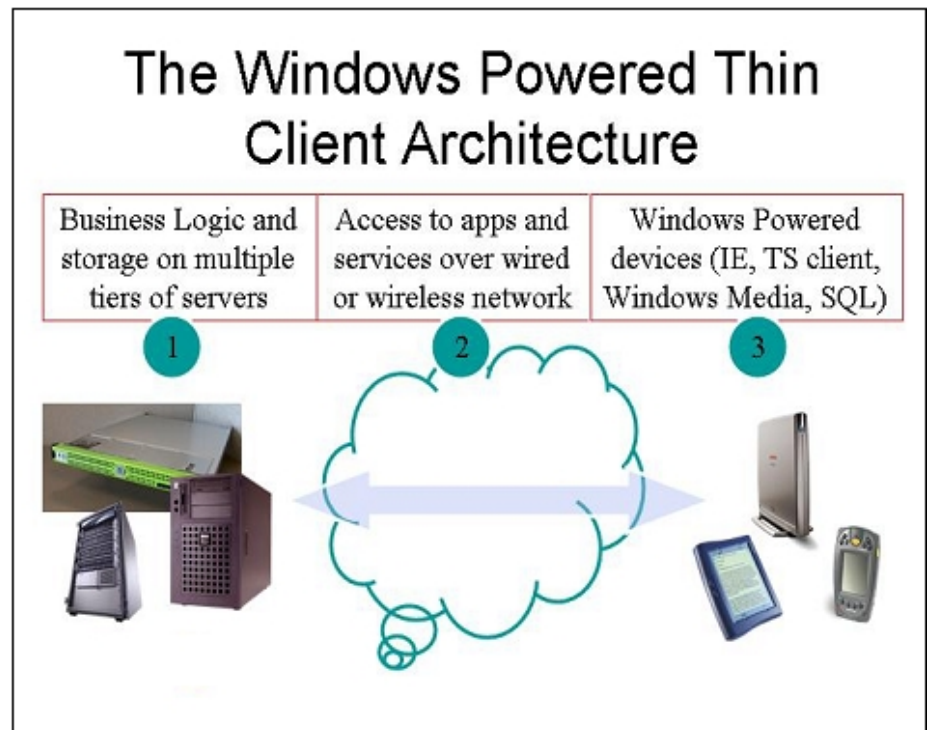 The Windows Powered Thin
Client Architecture
Business Logic and
storage on multiple
tiers of servers
Access to apps and
services over wired
or wireless network
Windows Powered
devices (IE, TS client,
Windows Media, SQL)
1
2
3